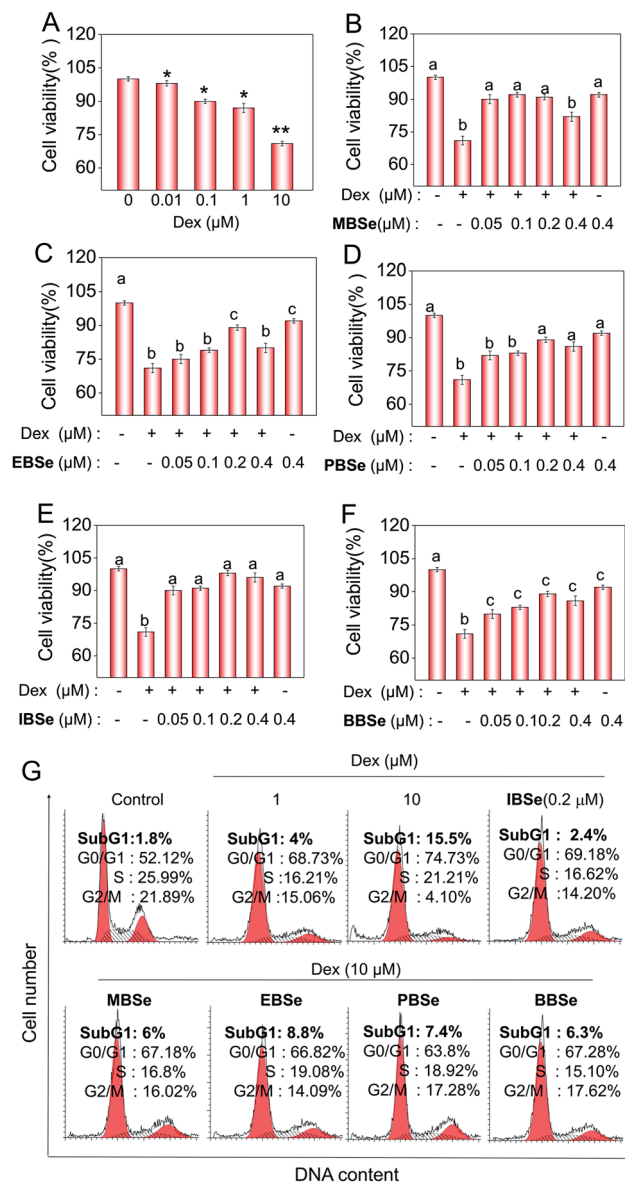 A
Cell viability(%)
120
105
90
75
60
*
*
*
**
0 0.01 0.1 1 10
Dex (μM)
B
Cell viability(%)
120
105
90
75
60
a b a a a b a
Dex (μM) : - + + + + + -
MBSe(μM) : - - 0.05 0.1 0.2 0.4 0.4
C
Cell viability(%)
120
105
90
75
60
a b b b c b c
Dex (μM) : - + + + + + -
EBSe (μM) : - - 0.05 0.1 0.2 0.4 0.4
D
Cell viability(% )
120
105
90
75
60
a b b b a a a
Dex (μM) : - + + + + + -
PBSe (μM) : - - 0.05 0.1 0.2 0.4 0.4
E
Cell viability(%)
120
105
90
75
60
a b a a a a a
Dex (μM) : - + + + + + -
IBSe (μM) : - - 0.05 0.1 0.2 0.4 0.4
F
Cell viability(%)
120
105
90
75
60
a b c c c c c
Dex (μM) : - + + + + + -
BBSe (μM) : - - 0.05 0.1 0.2 0.4 0.4
G
Dex (μM)
Control 1 10 IBSe(0.2 μM)
SubG1:1.8% SubG1: 4% SubG1: 15.5% SubG1 : 2.4%
G0/G1 : 52.12% G0/G1 : 68.73% G0/G1 : 74.73% G0/G1 : 69.18%
S : 25.99% S :16.21% S : 21.21% S : 16.62%
G2/M : 21.89% G2/M :15.06% G2/M : 4.10% G2/M :14.20%
Dex (10 μM)
MBSe EBSe PBSe BBSe
SubG1: 6% SubG1: 8.8% SubG1: 7.4% SubG1 : 6.3%
G0/G1 : 67.18% G0/G1 : 66.82% G0/G1 : 63.8% G0/G1 : 67.28%
S : 16.8% S : 19.08% S : 18.92% S : 15.10%
G2/M : 16.02% G2/M : 14.09% G2/M : 17.28% G2/M : 17.62%
Cell number
DNA content